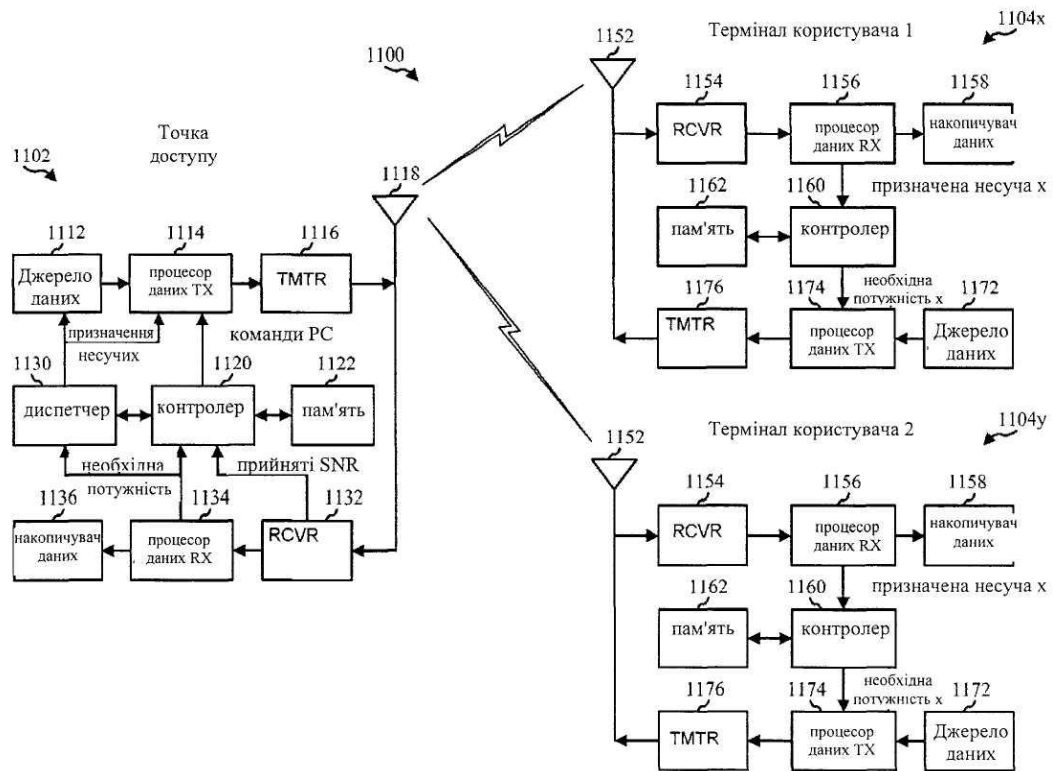 1100
Точка
доступу
1102
1118
1112
1114
1116
Джерело
даних
процесор
даних TX
TMTR
призначення
несучих
команди PC
1130
1120
1122
диспетчер
контролер
пам'ять
необхідна
потужність
прийняті SNR
1136
1134
1132
накопичувач
даних
процесор
даних RX
RCVR
1152
Термінал користувача 1
1104x
1154
1156
1158
RCVR
процесор
даних RX
накопичувач
даних
призначена несуча x
1162
1160
пам'ять
контролер
необхідна
потужність x
1176
1174
1172
TMTR
процесор
даних TX
Джерело
даних
1152
Термінал користувача 2
1104y
1154
1156
1158
RCVR
процесор
даних RX
накопичувач
даних
призначена несуча x
1162
1160
пам'ять
контролер
необхідна
потужність x
1176
1174
1172
TMTR
процесор
даних TX
Джерело
даних